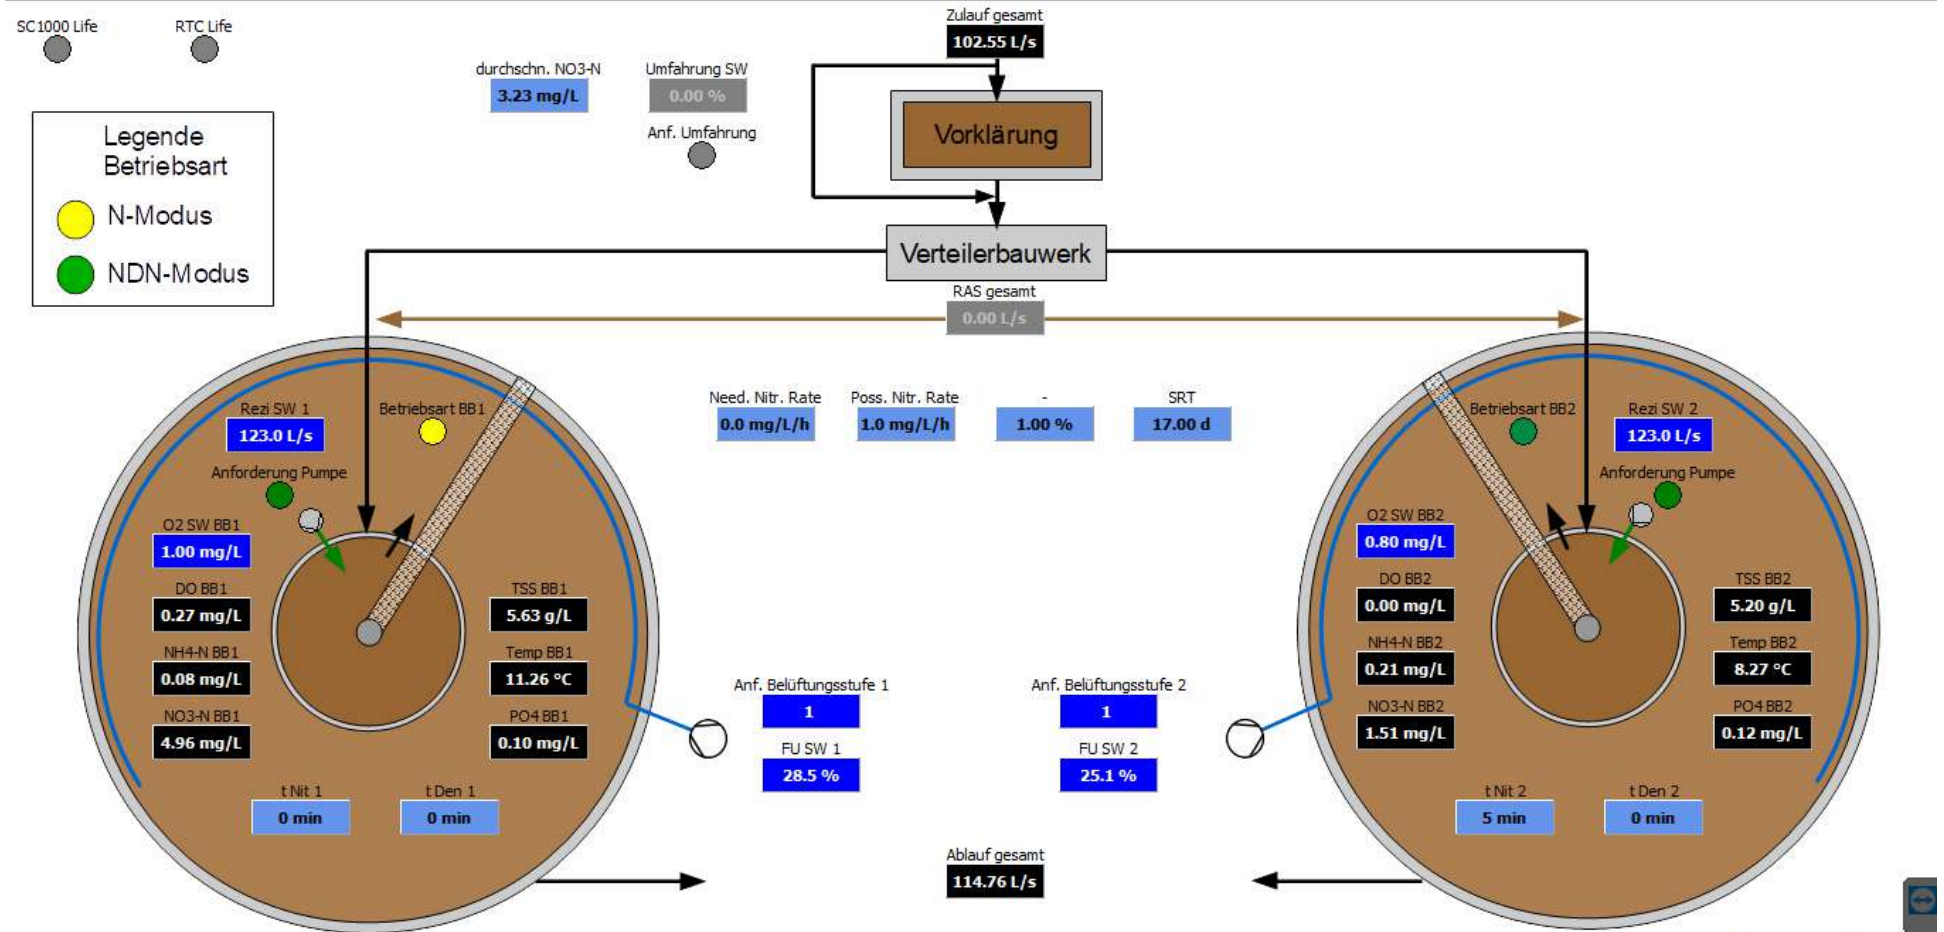 SC1000 Life
RTC Life
Zulauf gesamt
102.55 L/s
durchschn. NO3-N
3.23 mg/L
Umfahrung SW
0.00 %
Anf. Umfahrung
Vorklärung
Legende
Betriebsart
N-Modus
NDN-Modus
Verteilerbauwerk
RAS gesamt
0.00 L/s
Need. Nitr. Rate
0.0 mg/L/h
Poss. Nitr. Rate
1.0 mg/L/h
-
1.00 %
SRT
17.00 d
Rezi SW 1
123.0 L/s
Betriebsart BB1
Anforderung Pumpe
O2 SW BB1
1.00 mg/L
DO BB1
0.27 mg/L
NH4-N BB1
0.08 mg/L
NO3-N BB1
4.96 mg/L
TSS BB1
5.63 g/L
Temp BB1
11.26 °C
PO4 BB1
0.10 mg/L
t Nit 1
0 min
t Den 1
0 min
Anf. Belüftungsstufe 1
1
FU SW 1
28.5 %
Anf. Belüftungsstufe 2
1
FU SW 2
25.1 %
Betriebsart BB2
Rezi SW 2
123.0 L/s
Anforderung Pumpe
O2 SW BB2
0.80 mg/L
DO BB2
0.00 mg/L
NH4-N BB2
0.21 mg/L
NO3-N BB2
1.51 mg/L
TSS BB2
5.20 g/L
Temp BB2
8.27 °C
PO4 BB2
0.12 mg/L
t Nit 2
5 min
t Den 2
0 min
Ablauf gesamt
114.76 L/s